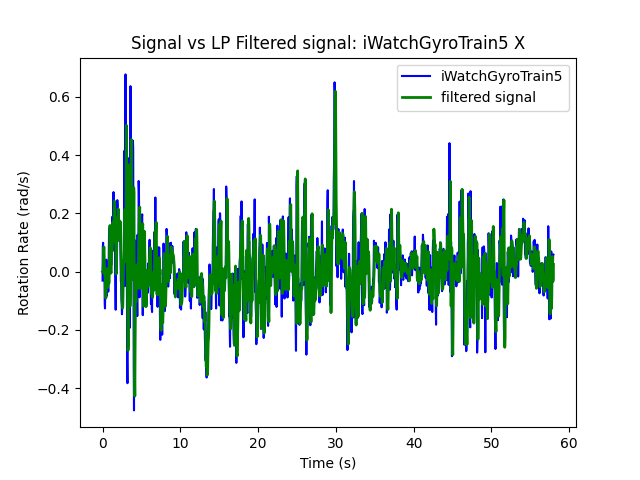 Signal vs LP Filtered signal: iWatchGyroTrain5 X
iWatchGyroTrain5
filtered signal
Rotation Rate (rad/s)
0.6
0.4
0.2
0.0
−0.2
−0.4
0 10 20 30 40 50 60
Time (s)